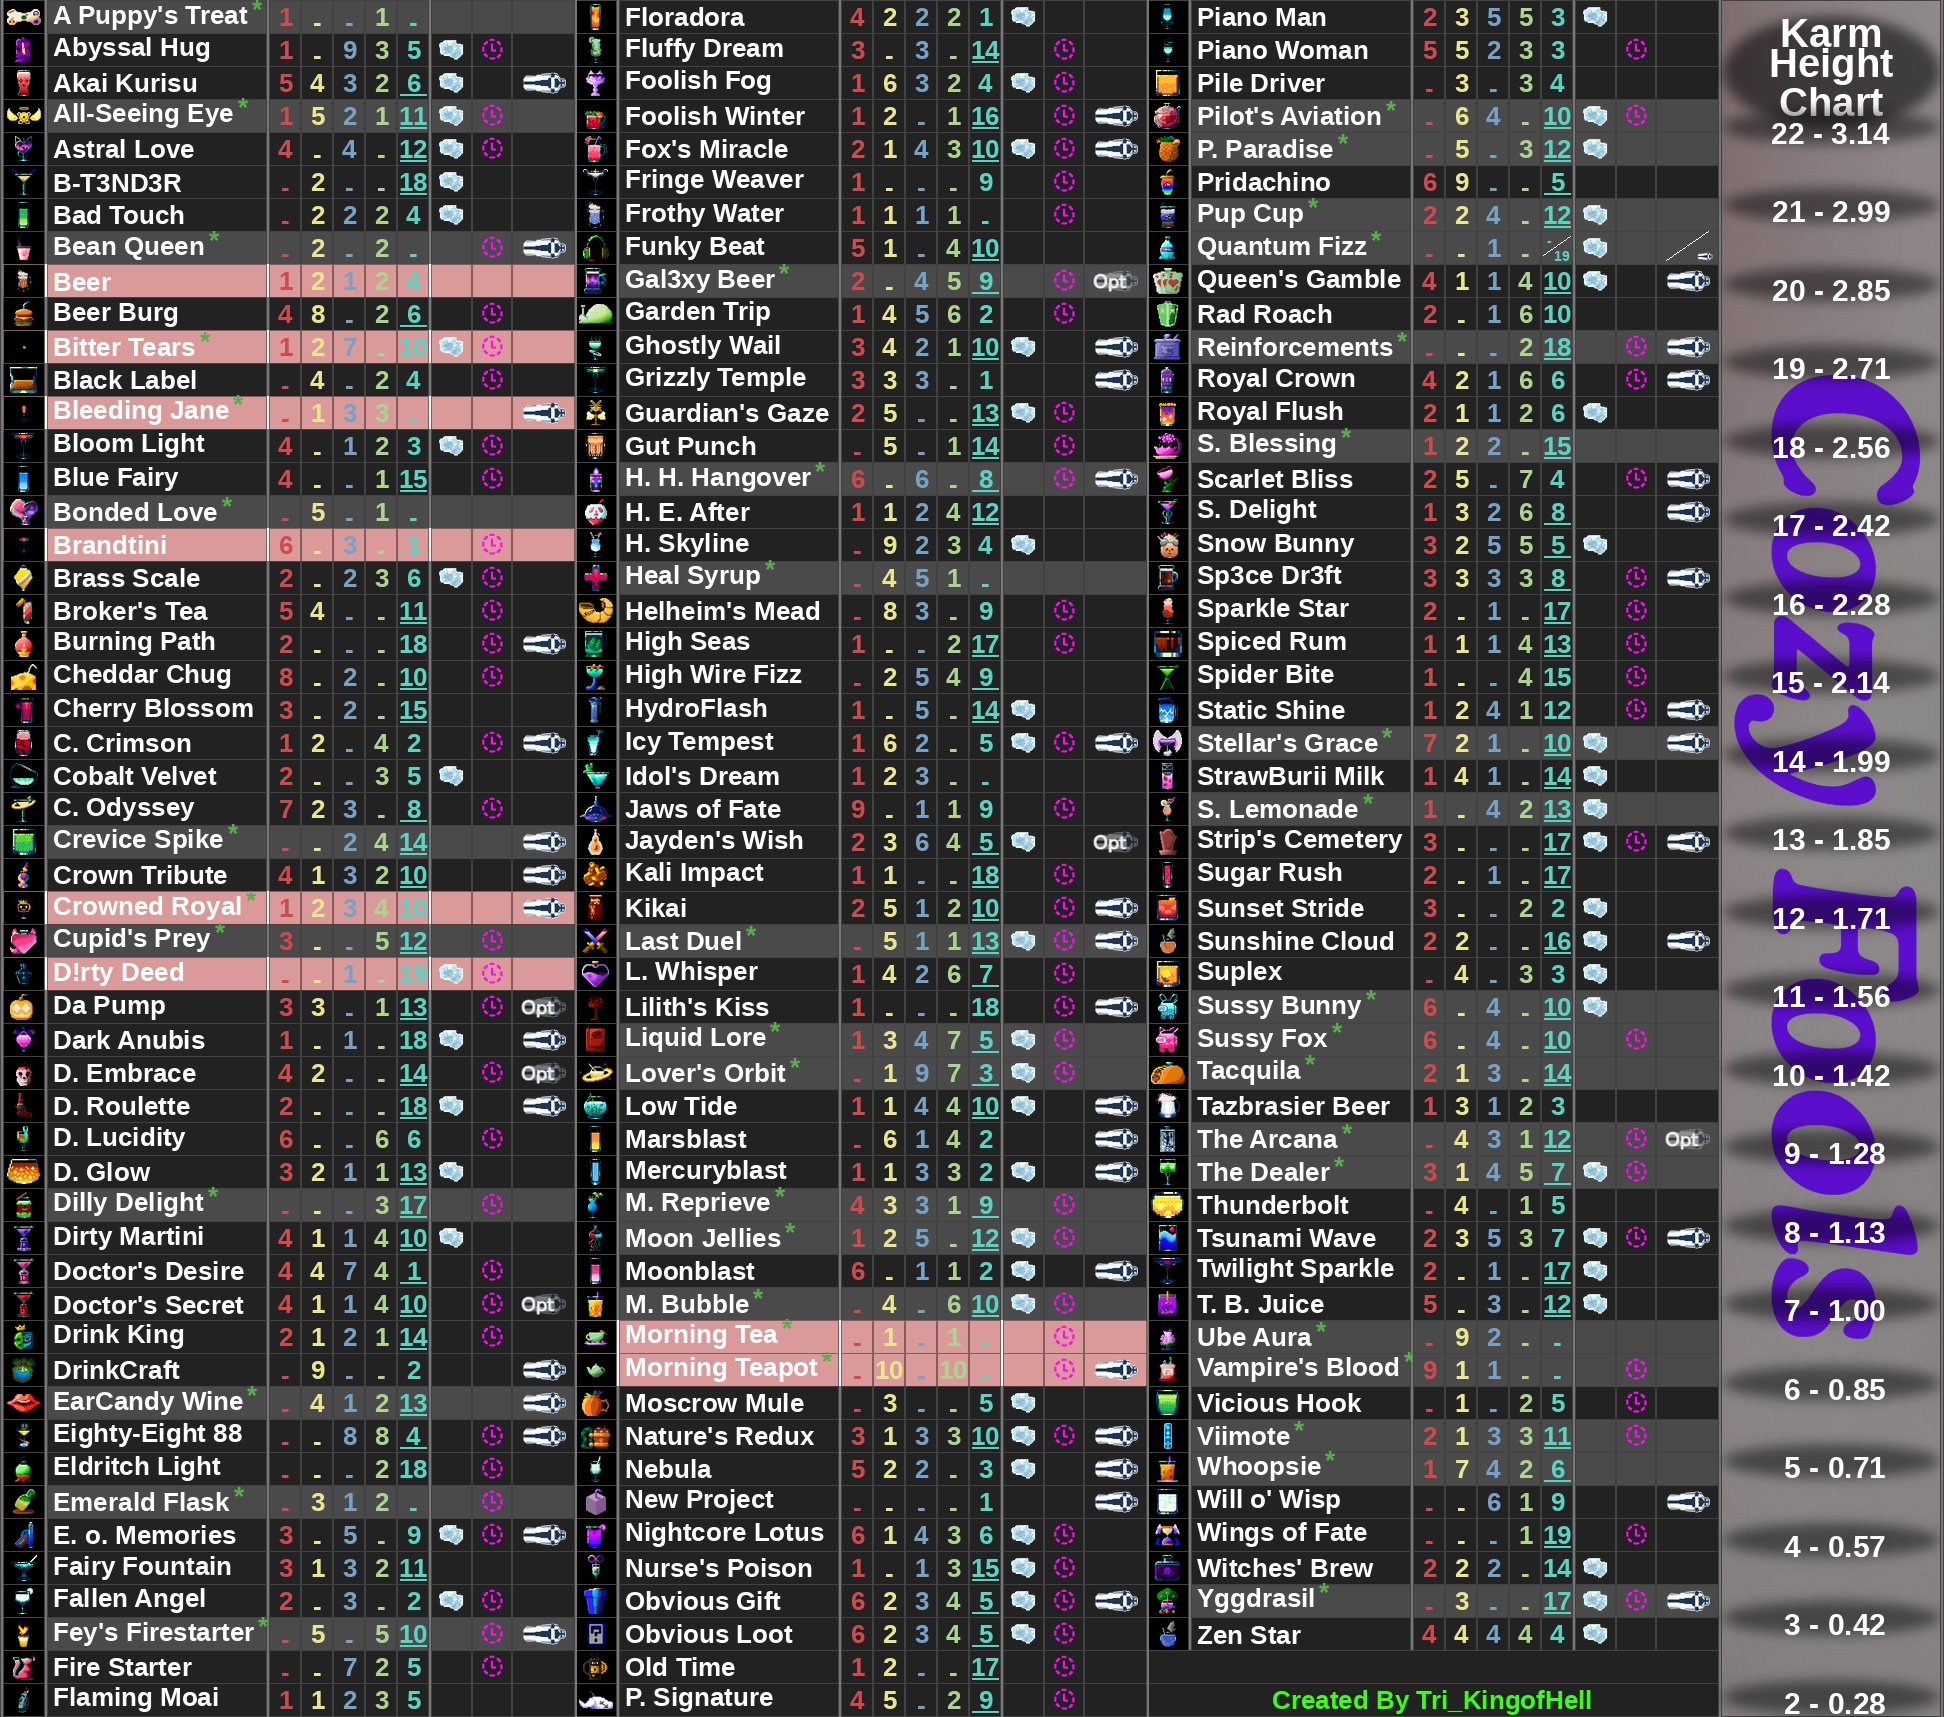 A Puppy's Treat * 1 - - 1 -
Abyssal Hug 1 - 9 3 5
Akai Kurisu 5 4 3 2 6
All-Seeing Eye * 1 5 2 1 11
Astral Love 4 - 4 - 12
B-T3ND3R - 2 - - 18
Bad Touch - 2 2 2 4
Bean Queen * - 2 - 2 -
Beer 1 2 1 2 4
Beer Burg 4 8 - 2 6
Bitter Tears * 1 2 7 - 10
Black Label - 4 - 2 4
Bleeding Jane * - 1 3 3 -
Bloom Light 4 - 1 2 3
Blue Fairy 4 - - 1 15
Bonded Love * - 5 - 1 -
Brandtini 6 - 3 - 1
Brass Scale 2 - 2 3 6
Broker's Tea 5 4 - - 11
Burning Path 2 - - - 18
Cheddar Chug 8 - 2 - 10
Cherry Blossom 3 - 2 - 15
C. Crimson 1 2 - 4 2
Cobalt Velvet 2 - - 3 5
C. Odyssey 7 2 3 - 8
Crevice Spike * - - 2 4 14
Crown Tribute 4 1 3 2 10
Crowned Royal * 1 2 3 4 10
Cupid's Prey * 3 - - 5 12
D!rty Deed - - 1 - 19
Da Pump 3 3 - 1 13 Opt
Dark Anubis 1 - 1 - 18
D. Embrace 4 2 - - 14 Opt
D. Roulette 2 - - - 18
D. Lucidity 6 - - 6 6
D. Glow 3 2 1 1 13
Dilly Delight * - - - 3 17
Dirty Martini 4 1 1 4 10
Doctor's Desire 4 4 7 4 1
Doctor's Secret 4 1 1 4 10 Opt
Drink King 2 1 2 1 14
DrinkCraft - 9 - - 2
EarCandy Wine * - 4 1 2 13
Eighty-Eight 88 - - 8 8 4
Eldritch Light - - - 2 18
Emerald Flask * - 3 1 2 -
E. o. Memories 3 - 5 - 9
Fairy Fountain 3 1 3 2 11
Fallen Angel 2 - 3 - 2
Fey's Firestarter * - 5 - 5 10
Fire Starter - - 7 2 5
Flaming Moai 1 1 2 3 5
Floradora 4 2 2 2 1
Fluffy Dream 3 - 3 - 14
Foolish Fog 1 6 3 2 4
Foolish Winter 1 2 - 1 16
Fox's Miracle 2 1 4 3 10
Fringe Weaver 1 - - - 9
Frothy Water 1 1 1 1 -
Funky Beat 5 1 - 4 10
Gal3xy Beer * 2 - 4 5 9 Opt
Garden Trip 1 4 5 6 2
Ghostly Wail 3 4 2 1 10
Grizzly Temple 3 3 3 - 1
Guardian's Gaze 2 5 - - 13
Gut Punch - 5 - 1 14
H. H. Hangover * 6 - 6 - 8
H. E. After 1 1 2 4 12
H. Skyline - 9 2 3 4
Heal Syrup * - 4 5 1 -
Helheim's Mead - 8 3 - 9
High Seas 1 - - 2 17
High Wire Fizz - 2 5 4 9
HydroFlash 1 - 5 - 14
Icy Tempest 1 6 2 - 5
Idol's Dream 1 2 3 - -
Jaws of Fate 9 - 1 1 9
Jayden's Wish 2 3 6 4 5 Opt
Kali Impact 1 1 - - 18
Kikai 2 5 1 2 10
Last Duel * - 5 1 1 13
L. Whisper 1 4 2 6 7
Lilith's Kiss 1 - - - 18
Liquid Lore * 1 3 4 7 5
Lover's Orbit * - 1 9 7 3
Low Tide 1 1 4 4 10
Marsblast - 6 1 4 2
Mercuryblast 1 1 3 3 2
M. Reprieve * 4 3 3 1 9
Moon Jellies * 1 2 5 - 12
Moonblast 6 - 1 1 2
M. Bubble * - 4 - 6 10
Morning Tea * - 1 - 1 -
Morning Teapot * - 10 - 10 -
Moscrow Mule - 3 - - 5
Nature's Redux 3 1 3 3 10
Nebula 5 2 2 - 3
New Project - - - - 1
Nightcore Lotus 6 1 4 3 6
Nurse's Poison 1 - 1 3 15
Obvious Gift 6 2 3 4 5
Obvious Loot 6 2 3 4 5
Old Time 1 2 - - 17
P. Signature 4 5 - 2 9
Piano Man 2 3 5 5 3
Piano Woman 5 5 2 3 3
Pile Driver - 3 - 3 4
Pilot's Aviation * - 6 4 - 10
P. Paradise * - 5 - 3 12
Pridachino 6 9 - - 5
Pup Cup * 2 2 4 - 12
Quantum Fizz * - - 1 - -/19
Queen's Gamble 4 1 1 4 10
Rad Roach 2 - 1 6 10
Reinforcements * - - - 2 18
Royal Crown 4 2 1 6 6
Royal Flush 2 1 1 2 6
S. Blessing * 1 2 2 - 15
Scarlet Bliss 2 5 - 7 4
S. Delight 1 3 2 6 8
Snow Bunny 3 2 5 5 5
Sp3ce Dr3ft 3 3 3 3 8
Sparkle Star 2 - 1 - 17
Spiced Rum 1 1 1 4 13
Spider Bite 1 - - 4 15
Static Shine 1 2 4 1 12
Stellar's Grace * 7 2 1 - 10
StrawBurii Milk 1 4 1 - 14
S. Lemonade * 1 - 4 2 13
Strip's Cemetery 3 - - - 17
Sugar Rush 2 - 1 - 17
Sunset Stride 3 - - 2 2
Sunshine Cloud 2 2 - - 16
Suplex - 4 - 3 3
Sussy Bunny * 6 - 4 - 10
Sussy Fox * 6 - 4 - 10
Tacquila * 2 1 3 - 14
Tazbrasier Beer 1 3 1 2 3
The Arcana * - 4 3 1 12 Opt
The Dealer * 3 1 4 5 7
Thunderbolt - 4 - 1 5
Tsunami Wave 2 3 5 3 7
Twilight Sparkle 2 - 1 - 17
T. B. Juice 5 - 3 - 12
Ube Aura * - 9 2 - -
Vampire's Blood * 9 1 1 - -
Vicious Hook - 1 - 2 5
Viimote * 2 1 3 3 11
Whoopsie * 1 7 4 2 6
Will o' Wisp - - 6 1 9
Wings of Fate - - - 1 19
Witches' Brew 2 2 2 - 14
Yggdrasil * - 3 - - 17
Zen Star 4 4 4 4 4
Created By Tri_KingofHell
Karm
Height
Chart
22 - 3.14
21 - 2.99
20 - 2.85
19 - 2.71
18 - 2.56
17 - 2.42
16 - 2.28
15 - 2.14
14 - 1.99
13 - 1.85
12 - 1.71
11 - 1.56
10 - 1.42
9 - 1.28
8 - 1.13
7 - 1.00
6 - 0.85
5 - 0.71
4 - 0.57
3 - 0.42
2 - 0.28
Cozy Fools